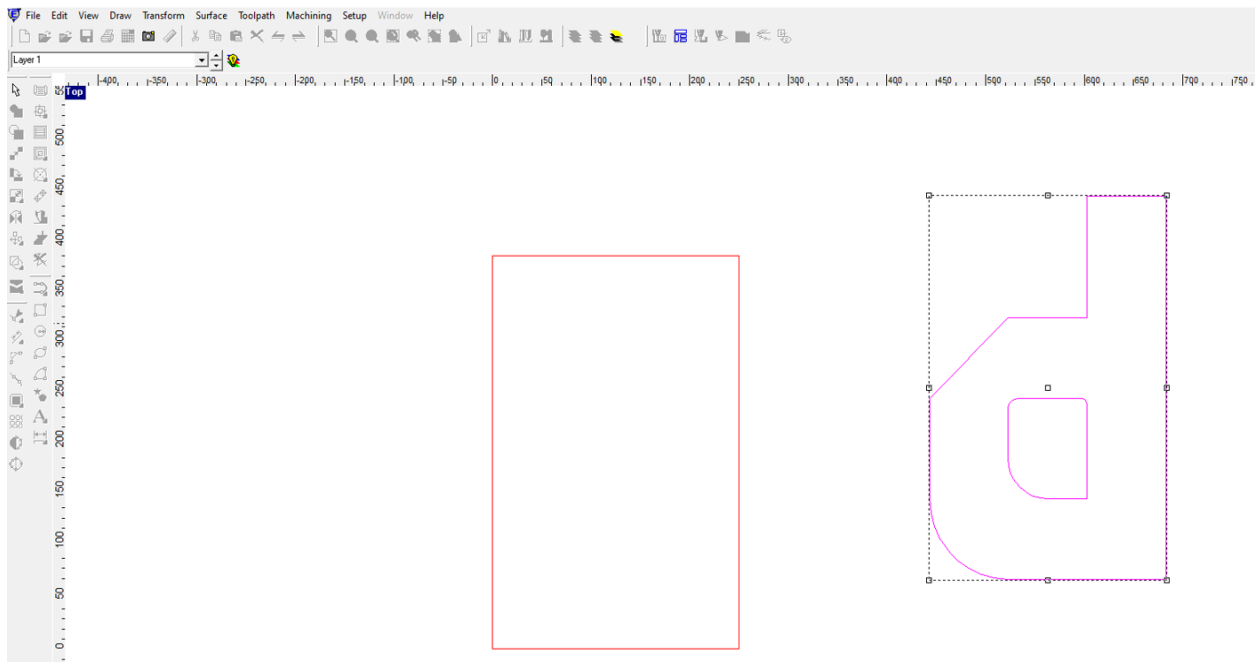 File Edit View Draw Transform Surface Toolpath Machining Setup Window Help
Layer 1
-400 -350 -300 -250 -200 -150 -100 -50 0 50 100 150 200 250 300 350 400 450 500 550 600 650 700 750
Top
500
450
400
350
300
250
200
150
100
50
0